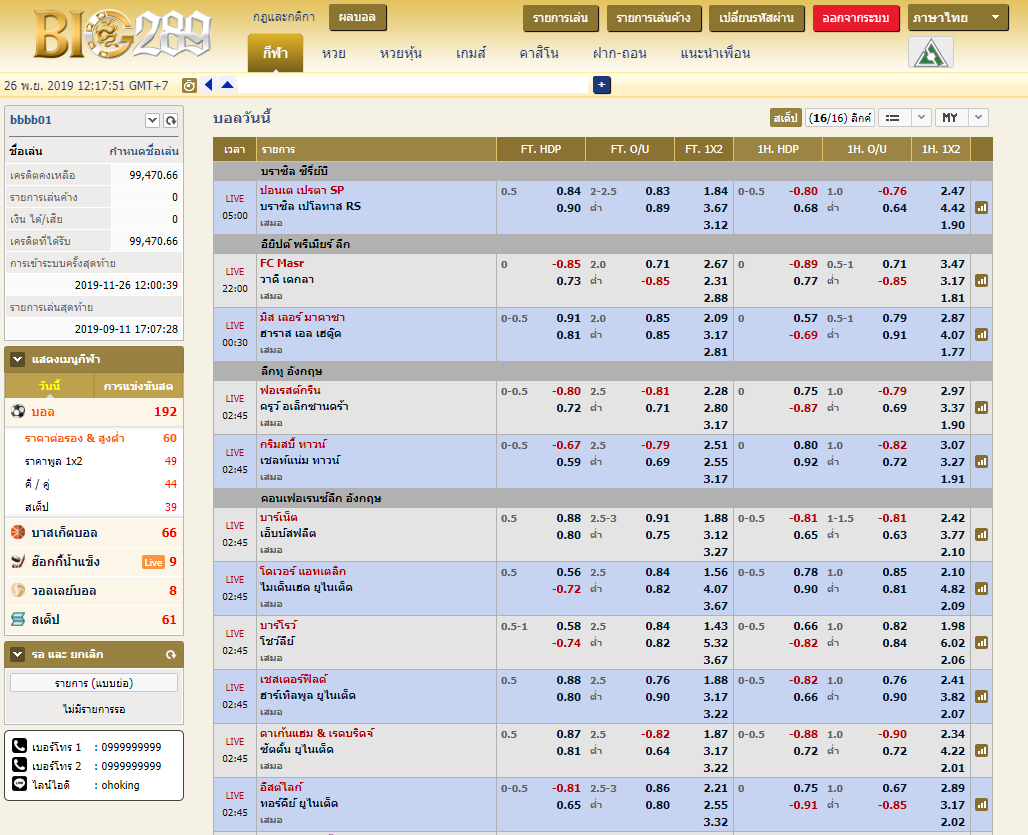 BIG289
กฎและกติกา ผลบอล รายการเล่น รายการเล่นค้าง เปลี่ยนรหัสผ่าน ออกจากระบบ ภาษาไทย
กีฬา หวย หวยหุ้น เกมส์ คาสิโน ฝาก-ถอน แนะนำเพื่อน
26 พ.ย. 2019 12:17:51 GMT+7 +
bbbb01
ชื่อเล่น กำหนดชื่อเล่น
เครดิตคงเหลือ 99,470.66
รายการเล่นค้าง 0
เงิน ได้/เสีย 0
เครดิตที่ได้รับ 99,470.66
การเข้าระบบครั้งสุดท้าย
2019-11-26 12:00:39
รายการเล่นสุดท้าย
2019-09-11 17:07:28
แสดงเมนูกีฬา
วันนี้ การแข่งขันสด
บอล 192
ราคาต่อรอง & สูงต่ำ 60
ราคาพูล 1x2 49
คี่ / คู่ 44
สเต็ป 39
บาสเก็ตบอล 66
ฮ๊อกกี้น้ำแข็ง Live 9
วอลเลย์บอล 8
สเต็ป 61
รอ และ ยกเลิก
รายการ (แบบย่อ)
ไม่มีรายการรอ
เบอร์โทร 1 : 0999999999
เบอร์โทร 2 : 0999999999
ไลน์ไอดี : ohoking
บอลวันนี้ สเต็ป (16/16) ลีกต์ MY
เวลา รายการ FT. HDP FT. O/U FT. 1X2 1H. HDP 1H. O/U 1H. 1X2
บราซิล ซีรี่ย์บี
LIVE ปอนเต เปรตา SP 0.5 0.84 2-2.5 0.83 1.84 0-0.5 -0.80 1.0 -0.76 2.47
05:00 บราซิล เปโลทาส RS 0.90 ต่ำ 0.89 3.67 0.68 ต่ำ 0.64 4.42
เสมอ 3.12 1.90
อียิปต์ พรีเมียร์ ลีก
LIVE FC Masr 0 -0.85 2.0 0.71 2.67 0 -0.89 0.5-1 0.71 3.47
22:00 วาดี เดกลา 0.73 ต่ำ -0.85 2.31 0.77 ต่ำ -0.85 3.17
เสมอ 2.88 1.81
LIVE มิส เลอร์ มาคาซา 0-0.5 0.91 2.0 0.85 2.09 0 0.57 0.5-1 0.79 2.87
00:30 ฮาราส เอล เฮดู๊ด 0.81 ต่ำ 0.85 3.17 -0.69 ต่ำ 0.91 4.07
เสมอ 2.81 1.77
ลีกทู อังกฤษ
LIVE ฟอเรสต์กรีน 0-0.5 -0.80 2.5 -0.81 2.28 0 0.75 1.0 -0.79 2.97
02:45 ครูว์ อเล็กซานดร้า 0.72 ต่ำ 0.71 2.80 -0.87 ต่ำ 0.69 3.37
เสมอ 3.17 1.90
LIVE กริมสบี้ ทาวน์ 0-0.5 -0.67 2.5 -0.79 2.51 0 0.80 1.0 -0.82 3.07
02:45 เชลท์แน่ม ทาวน์ 0.59 ต่ำ 0.69 2.55 0.92 ต่ำ 0.72 3.27
เสมอ 3.17 1.91
คอนเฟอเรนซ์ลีก อังกฤษ
LIVE บาร์เน็ต 0.5 0.88 2.5-3 0.91 1.88 0-0.5 -0.81 1-1.5 -0.81 2.42
02:45 เอ็บบัสฟลีต 0.80 ต่ำ 0.75 3.12 0.65 ต่ำ 0.63 3.77
เสมอ 3.27 2.10
LIVE โดเวอร์ แอทเตลิก 0.5 0.56 2.5 0.84 1.56 0-0.5 0.78 1.0 0.85 2.10
02:45 ไมเด็นเฮด ยูไนเต็ด -0.72 ต่ำ 0.82 4.07 0.90 ต่ำ 0.81 4.82
เสมอ 3.67 2.09
LIVE บาร์โรว์ 0.5-1 0.58 2.5 0.84 1.43 0-0.5 0.66 1.0 0.82 1.98
02:45 โชว์ลีย์ -0.74 ต่ำ 0.82 5.32 -0.82 ต่ำ 0.84 6.02
เสมอ 3.67 2.06
LIVE เชสเตอร์ฟิลด์ 0.5 0.88 2.5 0.76 1.88 0-0.5 -0.82 1.0 0.76 2.41
02:45 ฮาร์เทิลพูล ยูไนเต็ด 0.80 ต่ำ 0.90 3.17 0.66 ต่ำ 0.90 3.82
เสมอ 3.22 2.07
LIVE ดาเก้นแฮม & เรดบริดจ์ 0.5 0.87 2.5 -0.82 1.87 0-0.5 -0.88 1.0 -0.90 2.34
02:45 ซัตตั้น ยูไนเต็ด 0.81 ต่ำ 0.64 3.17 0.72 ต่ำ 0.72 4.22
เสมอ 3.22 2.01
LIVE อีสต์ไลก์ 0-0.5 -0.81 2.5-3 0.86 2.21 0 0.75 1.0 0.67 2.89
02:45 ทอร์คีย์ ยูไนเต็ด 0.65 ต่ำ 0.80 2.55 -0.91 ต่ำ -0.85 3.17
เสมอ 3.32 2.02